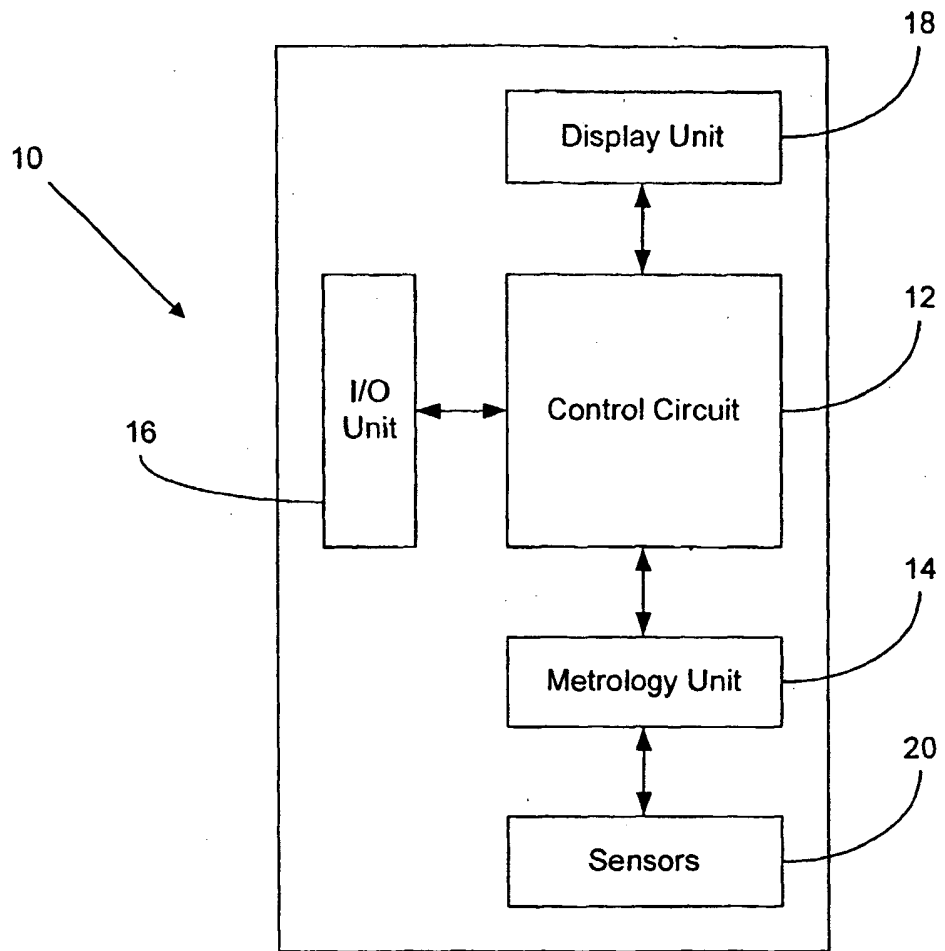 18
Display Unit
10
12
I/O
Unit
Control Circuit
16
14
Metrology Unit
20
Sensors